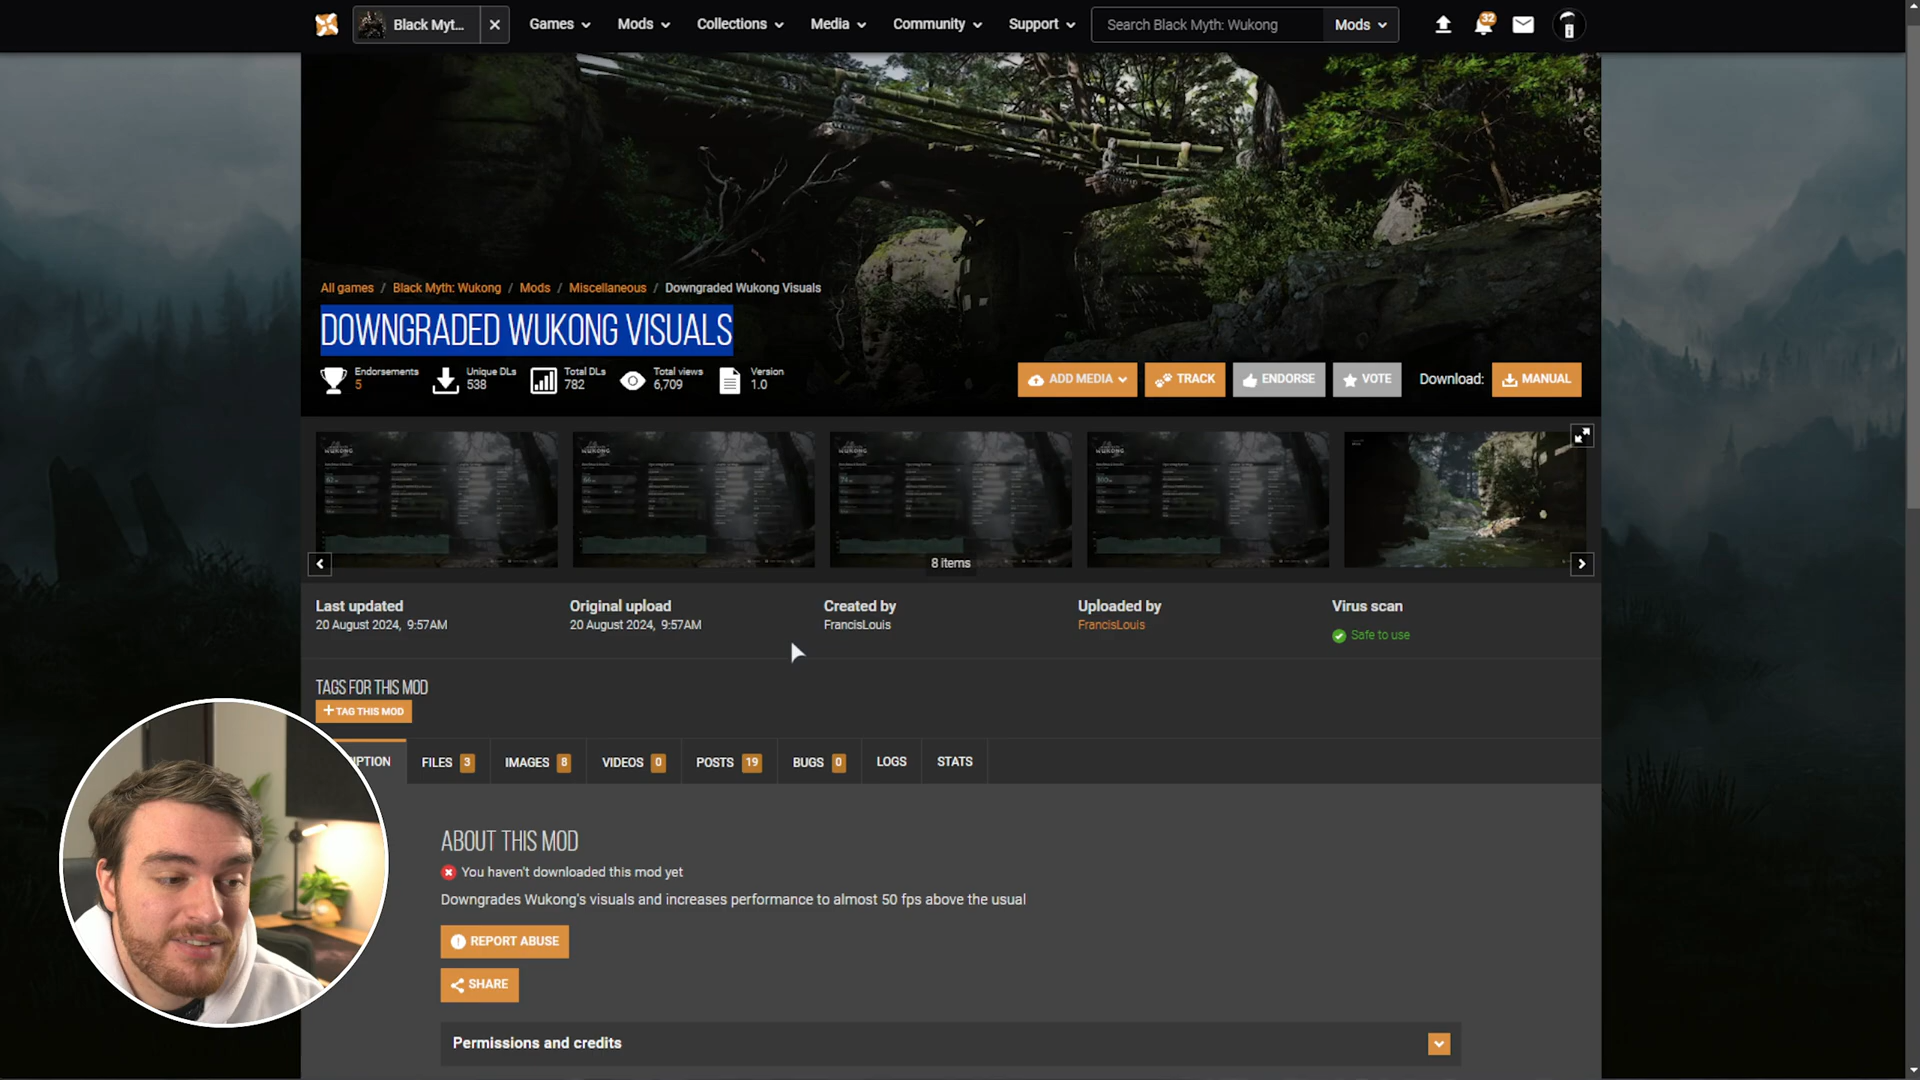 Black Myt...
Games
Mods
Collections
Media
Community
Support
Search Black Myth: Wukong
Mods
32
All games / Black Myth: Wukong / Mods / Miscellaneous / Downgraded Wukong Visuals
DOWNGRADED WUKONG VISUALS
Endorsements
5
Unique DLs
538
Total DLs
782
Total views
6,709
Version
1.0
ADD MEDIA
TRACK
ENDORSE
VOTE
Download:
MANUAL
WUKONG
WUKONG
WUKONG
WUKONG
8 items
Last updated
20 August 2024, 9:57AM
Original upload
20 August 2024, 9:57AM
Created by
FrancisLouis
Uploaded by
FrancisLouis
Virus scan
Safe to use
TAGS FOR THIS MOD
+ TAG THIS MOD
PTION
FILES 3
IMAGES 8
VIDEOS 0
POSTS 19
BUGS 0
LOGS
STATS
ABOUT THIS MOD
You haven't downloaded this mod yet
Downgrades Wukong's visuals and increases performance to almost 50 fps above the usual
REPORT ABUSE
SHARE
Permissions and credits